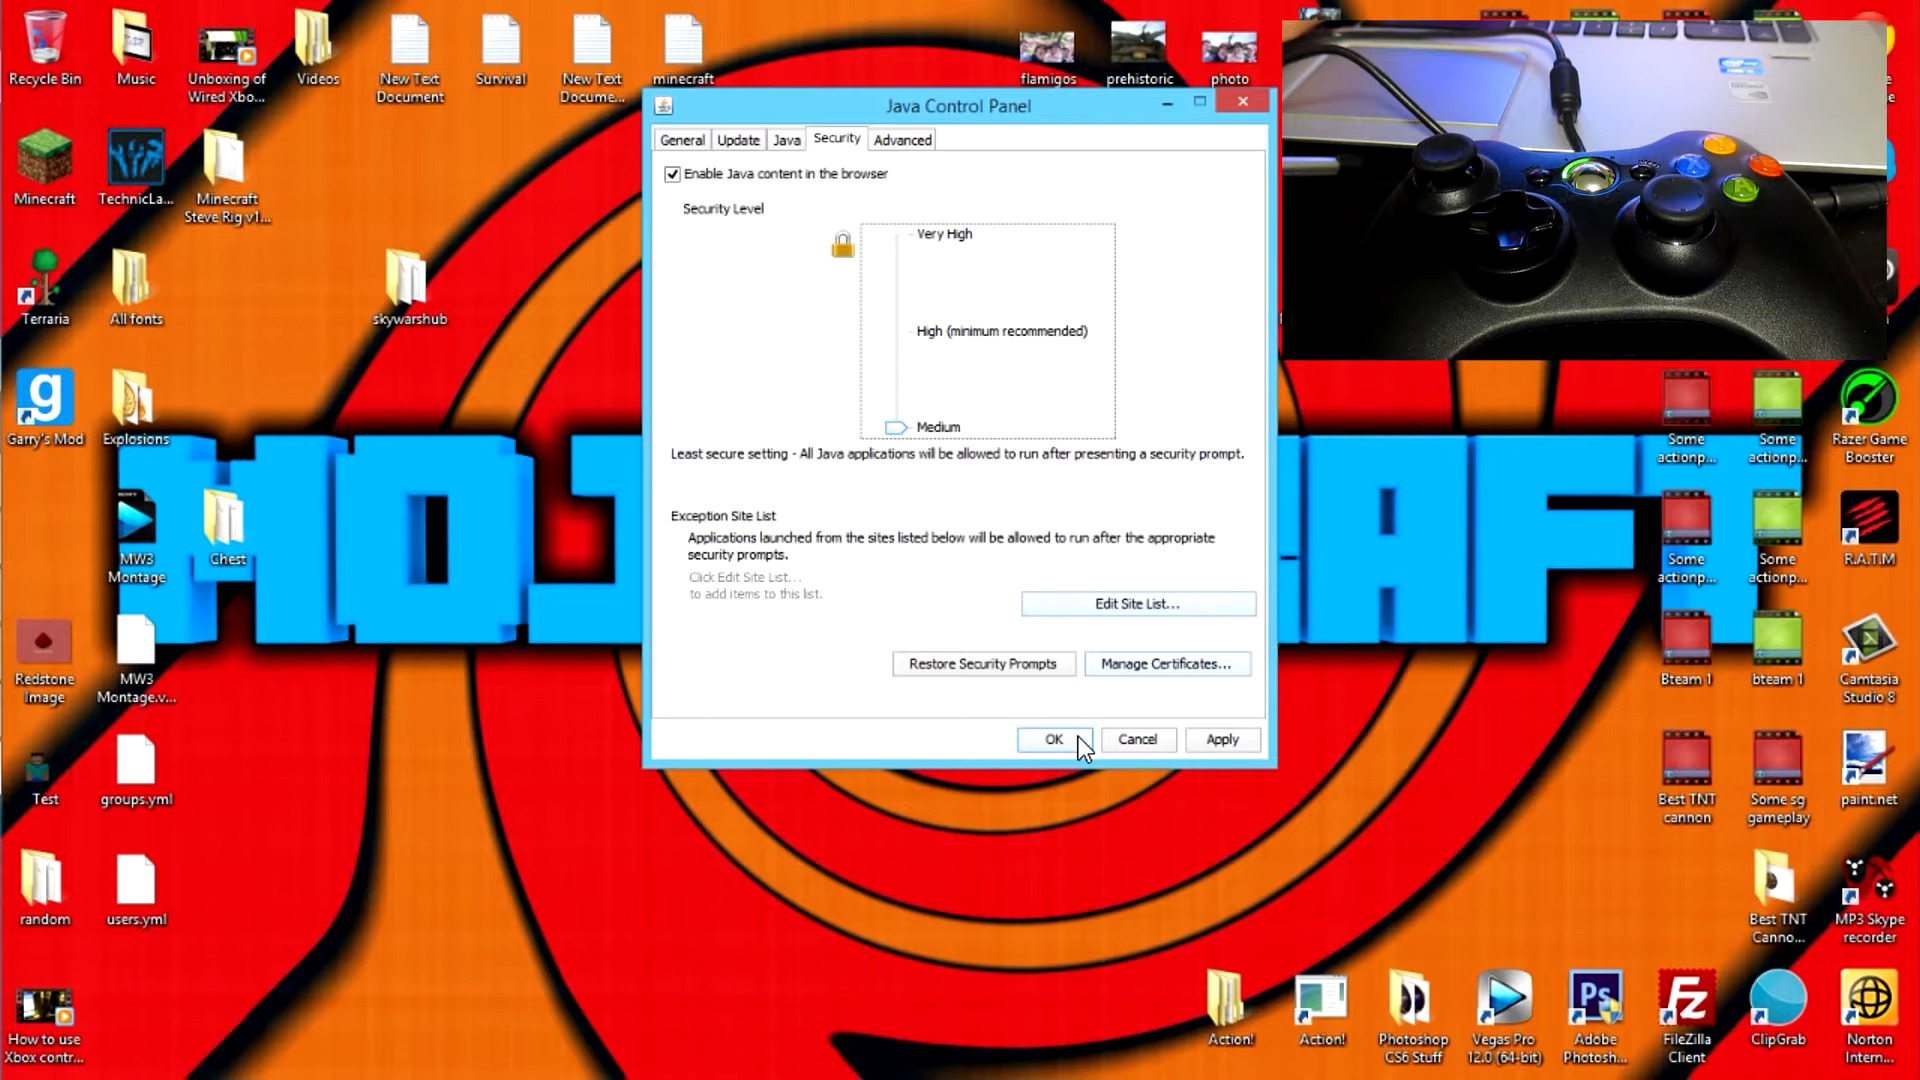 Recycle Bin
Music
Unboxing of
Wired Xbo...
Videos
New Text
Document
Survival
New Text
Docume...
minecraft
flamigos
prehistoric
photo
Minecraft
TechnicLa...
Minecraft
Steve Rig v1...
Terraria
All fonts
skywarshub
Garry's Mod
Explosions
MW3
Montage
Chest
Redstone
Image
MW3
Montage.v...
Test
groups.yml
random
users.yml
How to use
Xbox contr...
Java Control Panel
General
Update
Java
Security
Advanced
Enable Java content in the browser
Security Level
Very High
High (minimum recommended)
Medium
Least secure setting - All Java applications will be allowed to run after presenting a security prompt.
Exception Site List
Applications launched from the sites listed below will be allowed to run after the appropriate
security prompts.
Click Edit Site List...
to add items to this list.
Edit Site List...
Restore Security Prompts
Manage Certificates...
OK
Cancel
Apply
Some
actionp...
Some
actionp...
Razer Game
Booster
Some
actionp...
Some
actionp...
R.A.T.M
Bteam 1
bteam 1
Camtasia
Studio 8
Best TNT
cannon
Some sg
gameplay
paint.net
Best TNT
Canno...
MP3 Skype
recorder
Action!
Action!
Photoshop
CS6 Stuff
Vegas Pro
12.0 (64-bit)
Adobe
Photosh...
FileZilla
Client
ClipGrab
Norton
Intern...